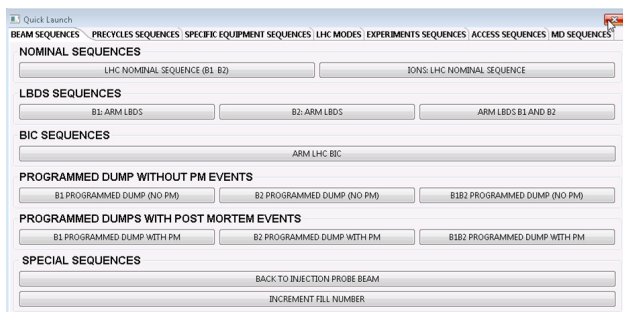 Quick Launch
BEAM SEQUENCES PRECYCLES SEQUENCES SPECIFIC EQUIPMENT SEQUENCES LHC MODES EXPERIMENTS SEQUENCES ACCESS SEQUENCES MD SEQUENCES
NOMINAL SEQUENCES
LHC NOMINAL SEQUENCE (B1 B2) IONS: LHC NOMINAL SEQUENCE
LBDS SEQUENCES
B1: ARM LBDS B2: ARM LBDS ARM LBDS B1 AND B2
BIC SEQUENCES
ARM LHC BIC
PROGRAMMED DUMP WITHOUT PM EVENTS
B1 PROGRAMMED DUMP (NO PM) B2 PROGRAMMED DUMP (NO PM) B1B2 PROGRAMMED DUMP (NO PM)
PROGRAMMED DUMPS WITH POST MORTEM EVENTS
B1 PROGRAMMED DUMP WITH PM B2 PROGRAMMED DUMP WITH PM B1B2 PROGRAMMED DUMP WITH PM
SPECIAL SEQUENCES
BACK TO INJECTION PROBE BEAM
INCREMENT FILL NUMBER